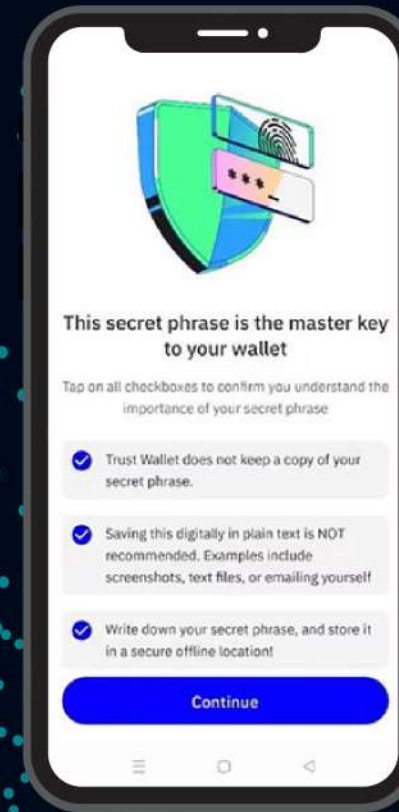 ***_
This secret phrase is the master key
to your wallet
Tap on all checkboxes to confirm you understand the
importance of your secret phrase
Trust Wallet does not keep a copy of your
secret phrase.
Saving this digitally in plain text is NOT
recommended. Examples include
screenshots, text files, or emailing yourself
Write down your secret phrase, and store it
in a secure offline location!
Continue